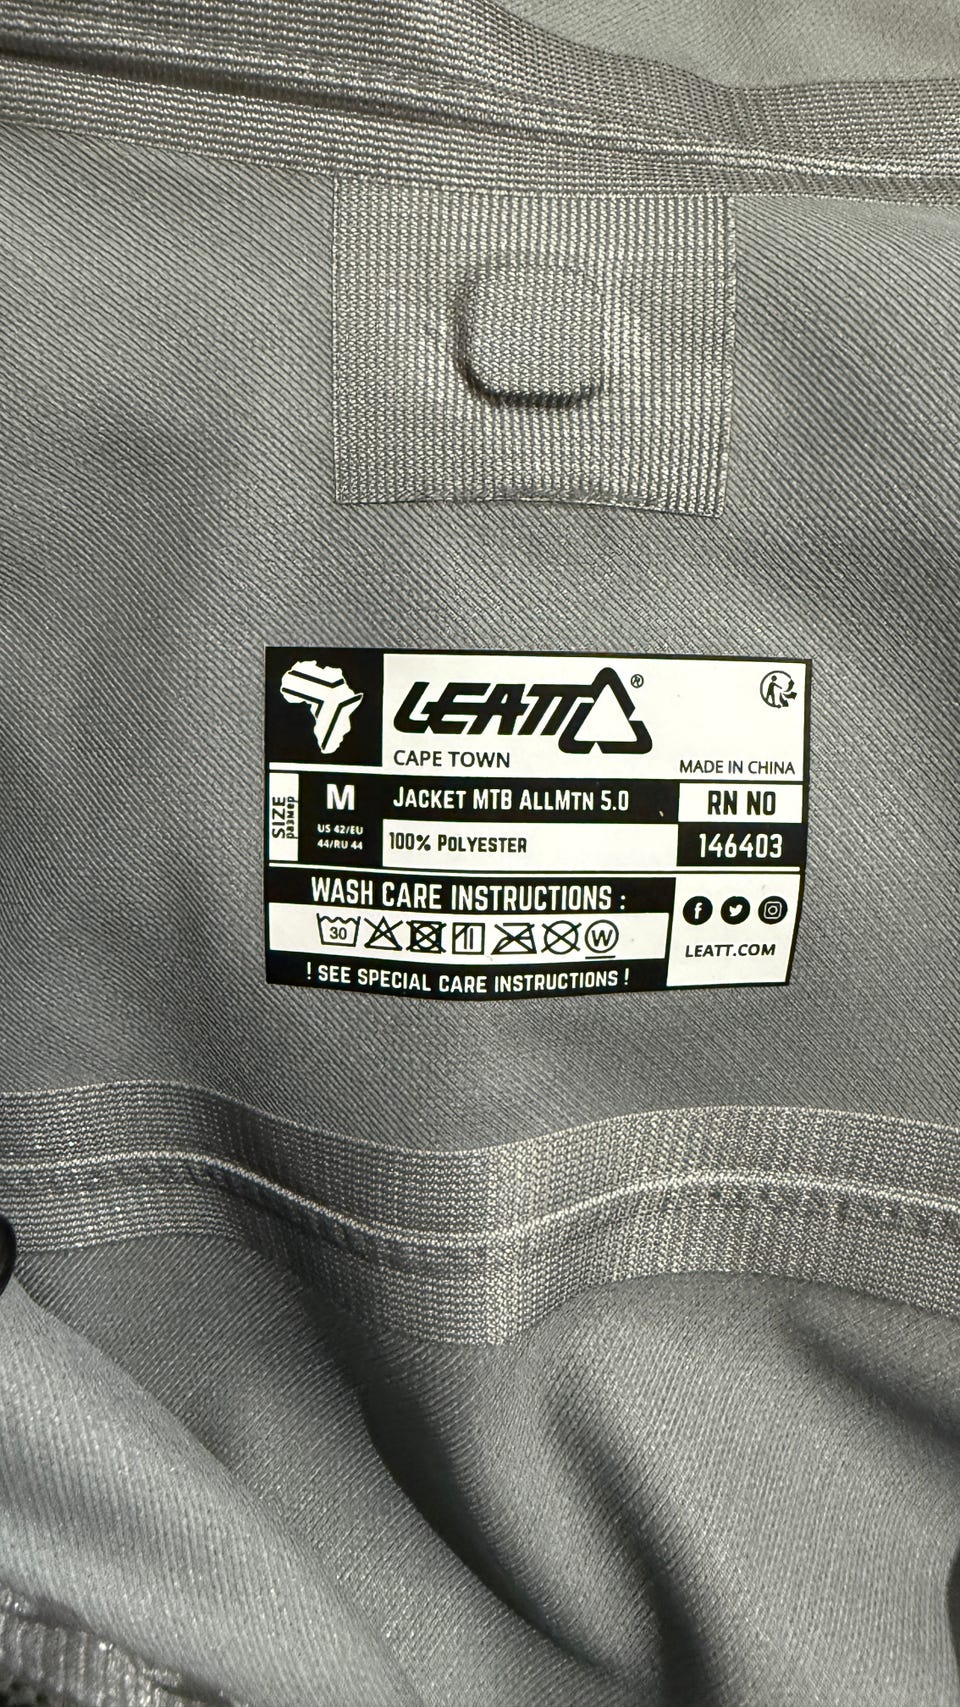 LEATT®
CAPE TOWN
MADE IN CHINA
SIZE
размер
M
US 42/EU
44/RU 44
JACKET MTB ALLMTN 5.0
RN NO
100% POLYESTER
146403
WASH CARE INSTRUCTIONS :
30
W
! SEE SPECIAL CARE INSTRUCTIONS !
LEATT.COM